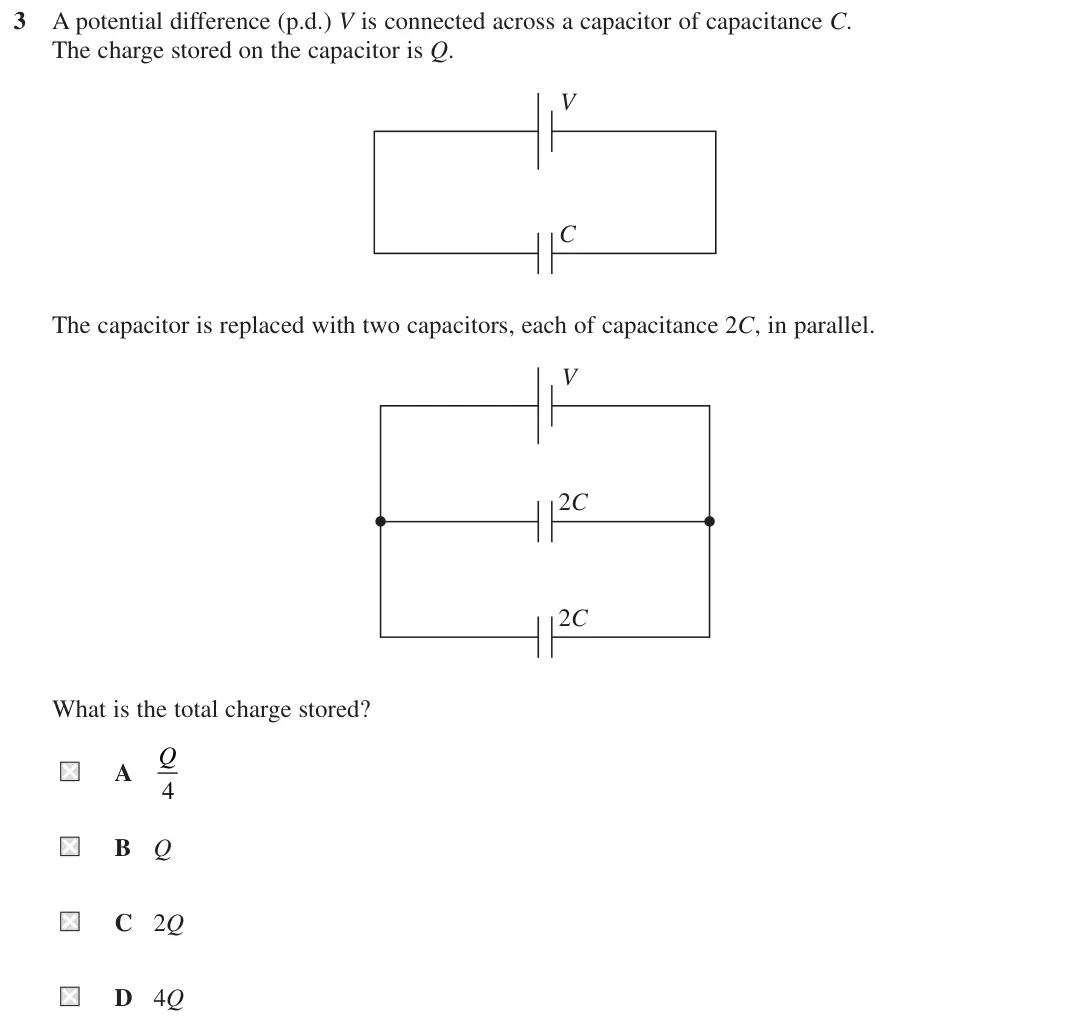 3 A potential difference (p.d.) V is connected across a capacitor of capacitance C.
The charge stored on the capacitor is Q.
V
C
The capacitor is replaced with two capacitors, each of capacitance 2C, in parallel.
V
2C
2C
What is the total charge stored?
A Q/4
B Q
C 2Q
D 4Q